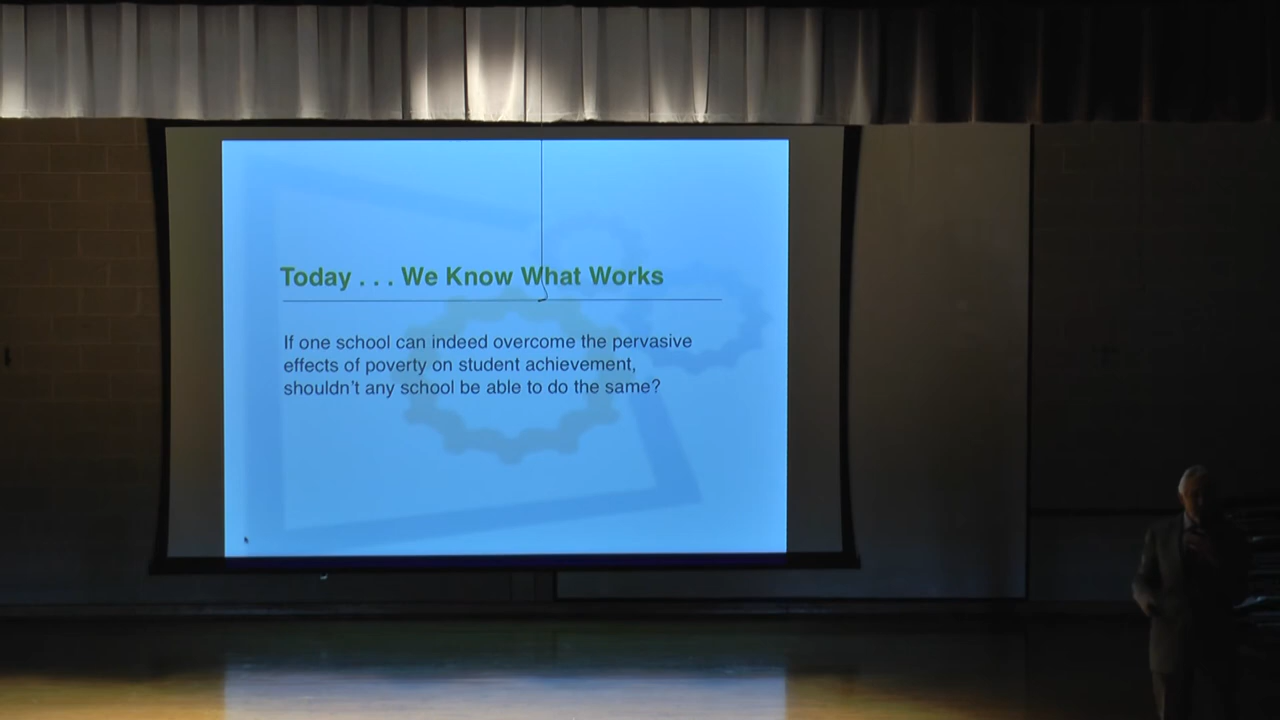 Today . . . We Know What Works
If one school can indeed overcome the pervasive
effects of poverty on student achievement,
shouldn't any school be able to do the same?